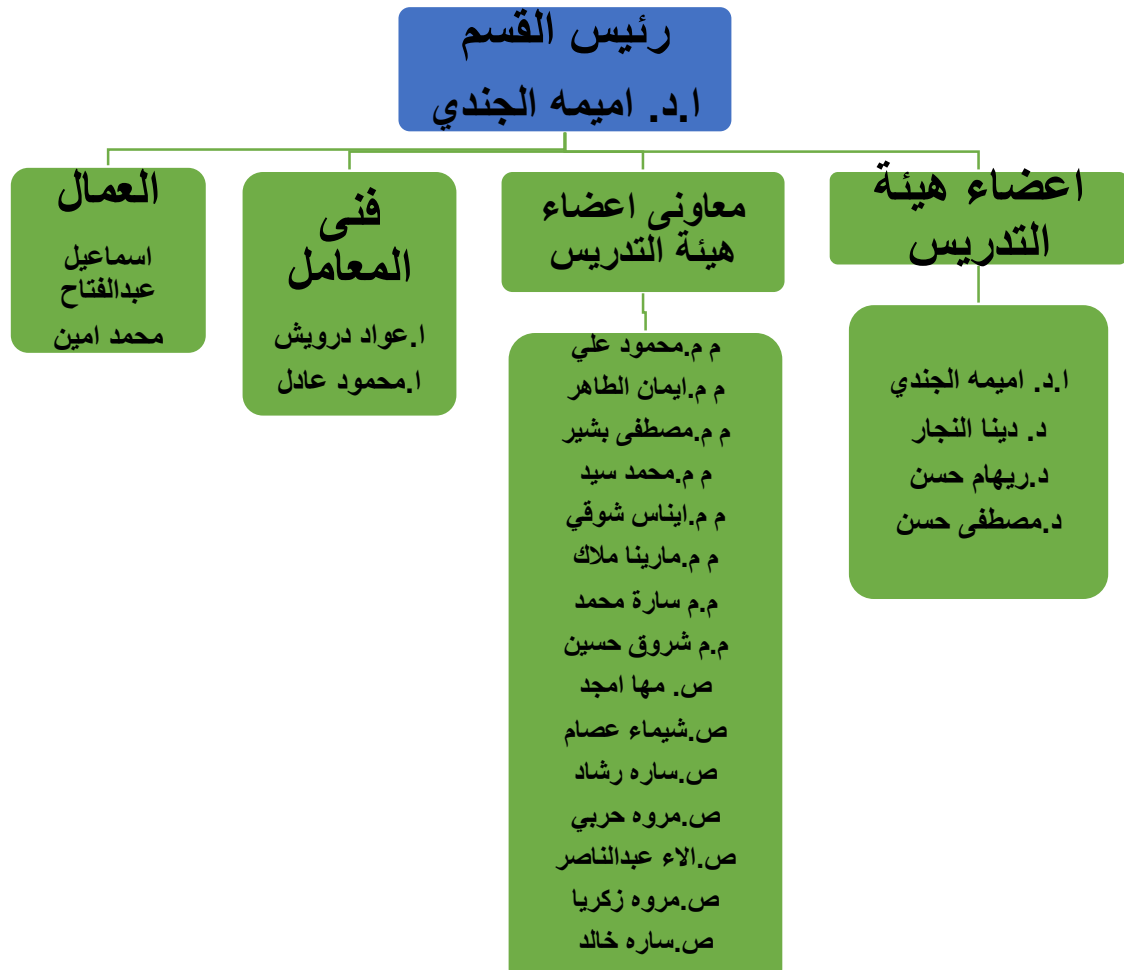 رئيس القسم
ا.د. اميمه الجندي
اعضاء هيئة
التدريس
ا.د. اميمه الجندي
د. دينا النجار
د.ريهام حسن
د.مصطفى حسن
معاونى اعضاء
هيئة التدريس
م م.محمود علي
م م.ايمان الطاهر
م م.مصطفى بشير
م م.محمد سيد
م م.ايناس شوقي
م م.مارينا ملاك
م.م سارة محمد
م.م شروق حسين
ص. مها امجد
ص.شيماء عصام
ص.ساره رشاد
ص.مروه حربي
ص.الاء عبدالناصر
ص.مروه زكريا
ص.ساره خالد
فنى
المعامل
ا.عواد درويش
ا.محمود عادل
العمال
اسماعيل
عبدالفتاح
محمد امين